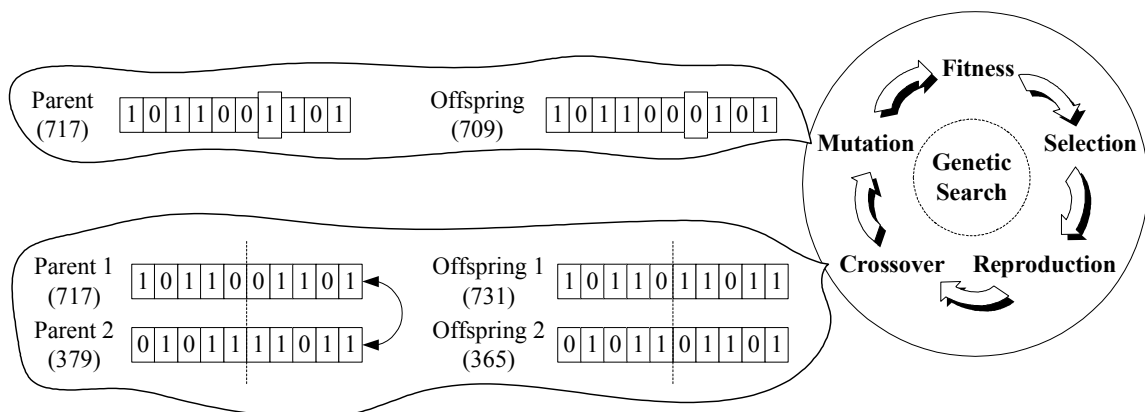 Parent
(717)
1 0 1 1 0 0 1 1 0 1
Offspring
(709)
1 0 1 1 0 0 0 1 0 1
Parent 1
(717)
1 0 1 1 0 0 1 1 0 1
Offspring 1
(731)
1 0 1 1 0 1 1 0 1 1
Parent 2
(379)
0 1 0 1 1 1 1 0 1 1
Offspring 2
(365)
0 1 0 1 1 0 1 1 0 1
Fitness
Mutation
Selection
Genetic
Search
Crossover
Reproduction